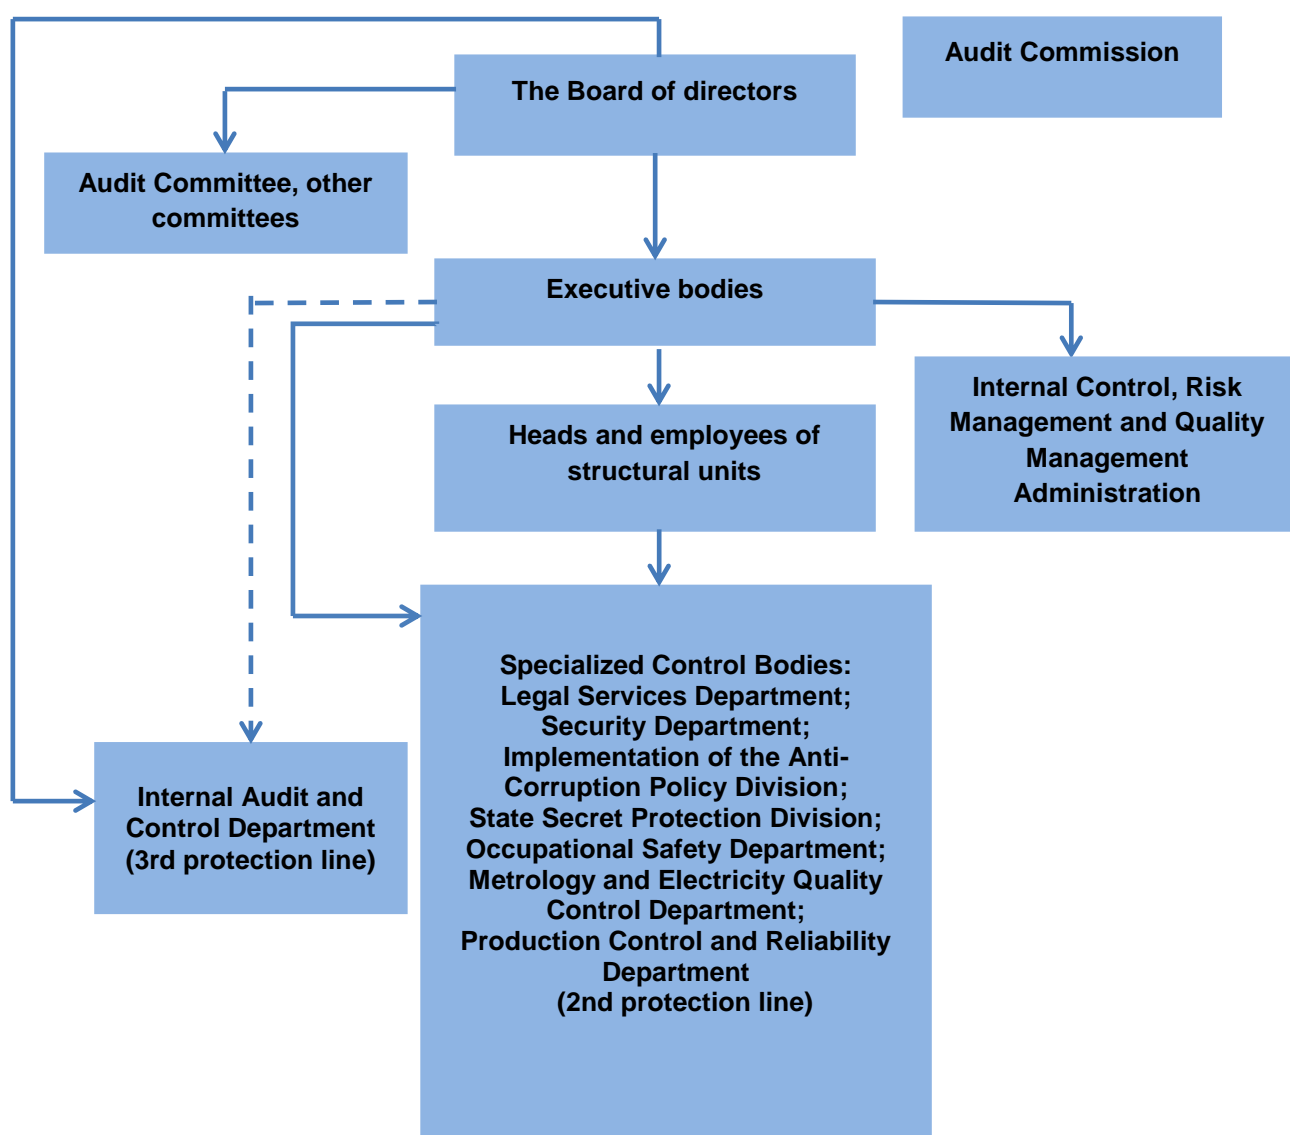 Audit Commission
The Board of directors
Audit Committee, other
committees
Executive bodies
Internal Control, Risk
Management and Quality
Management
Administration
Heads and employees of
structural units
Specialized Control Bodies:
Legal Services Department;
Security Department;
Implementation of the Anti-
Corruption Policy Division;
State Secret Protection Division;
Occupational Safety Department;
Metrology and Electricity Quality
Control Department;
Production Control and Reliability
Department
(2nd protection line)
Internal Audit and
Control Department
(3rd protection line)